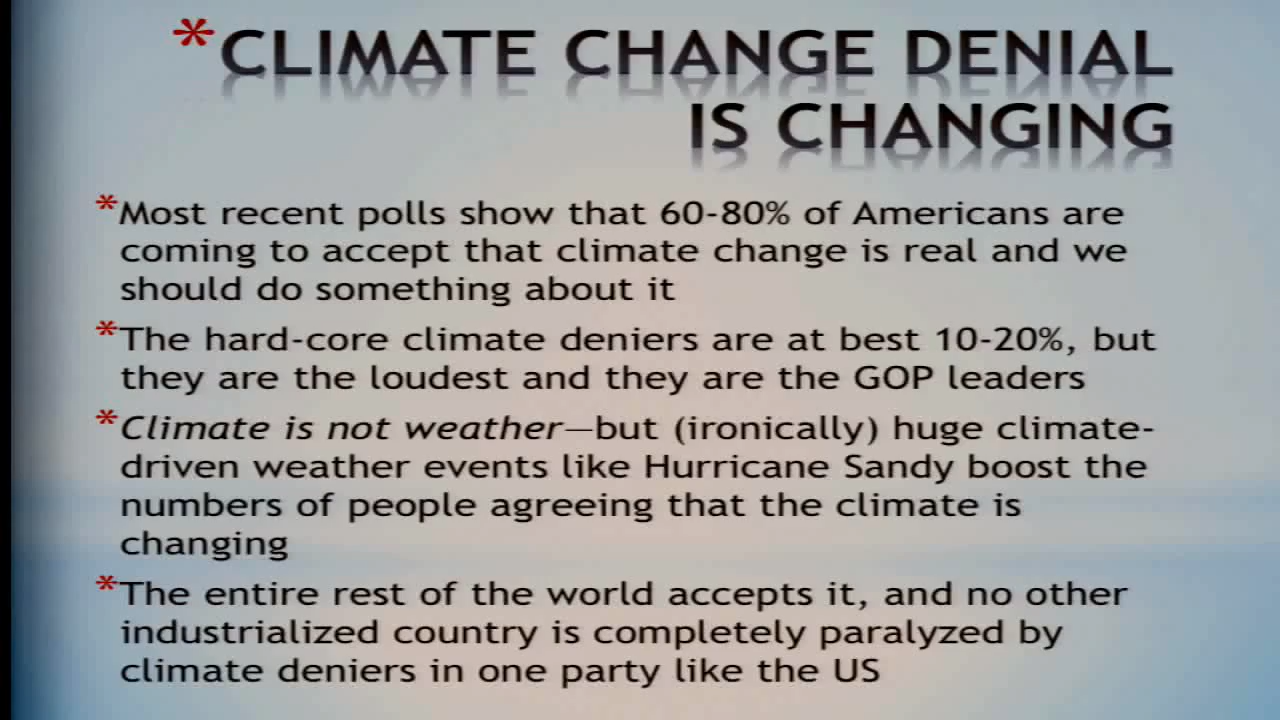 *CLIMATE CHANGE DENIAL
IS CHANGING
*Most recent polls show that 60-80% of Americans are
coming to accept that climate change is real and we
should do something about it
*The hard-core climate deniers are at best 10-20%, but
they are the loudest and they are the GOP leaders
*Climate is not weather—but (ironically) huge climate-
driven weather events like Hurricane Sandy boost the
numbers of people agreeing that the climate is
changing
*The entire rest of the world accepts it, and no other
industrialized country is completely paralyzed by
climate deniers in one party like the US